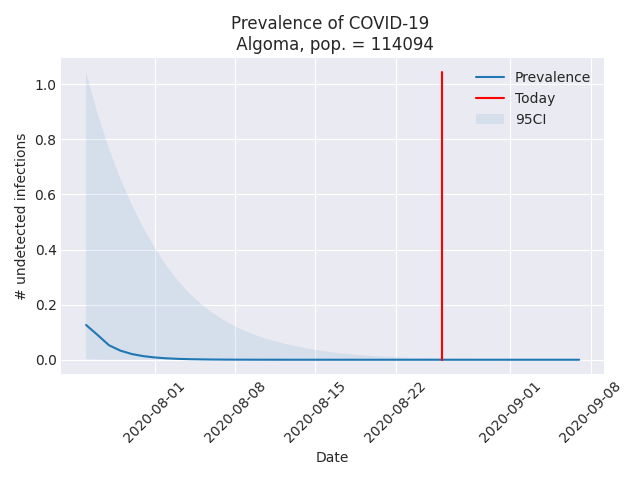 Prevalence of COVID-19
Algoma, pop. = 114094
Prevalence
Today
95CI
# undetected infections
1.0
0.8
0.6
0.4
0.2
0.0
2020-08-01
2020-08-08
2020-08-15
2020-08-22
2020-09-01
2020-09-08
Date